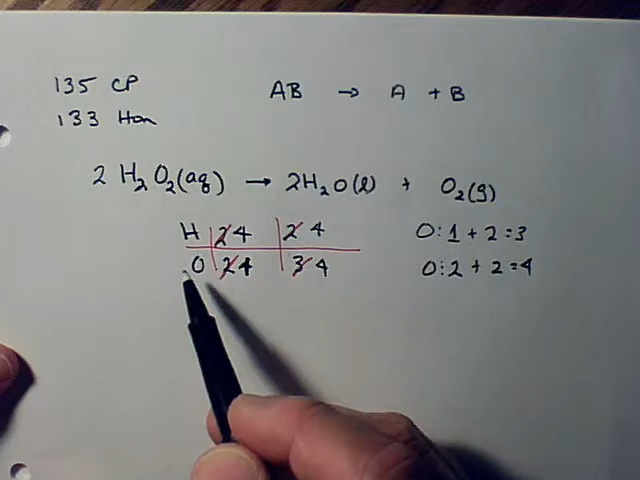 135 CP
133 Hon
AB → A + B
2 H₂O₂(aq) → 2H₂O(l) + O₂(g)
H 2 4 2 4 O: 1 + 2 = 3
O 2 4 3 4 O: 2 + 2 = 4